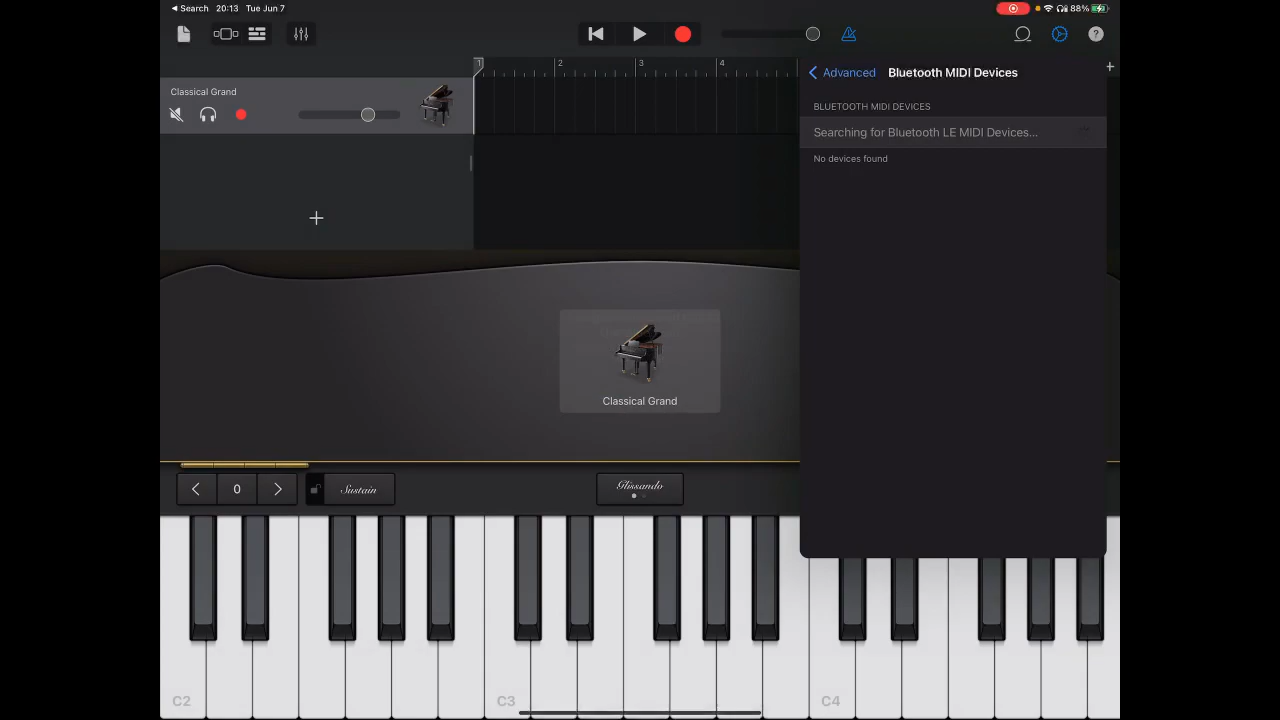 Search 20:13 Tue Jun 7 88%
1 2 3 4
Classical Grand
Advanced Bluetooth MIDI Devices
BLUETOOTH MIDI DEVICES
Searching for Bluetooth LE MIDI Devices...
No devices found
Classical Grand
0 Sustain Glissando
C2 C3 C4